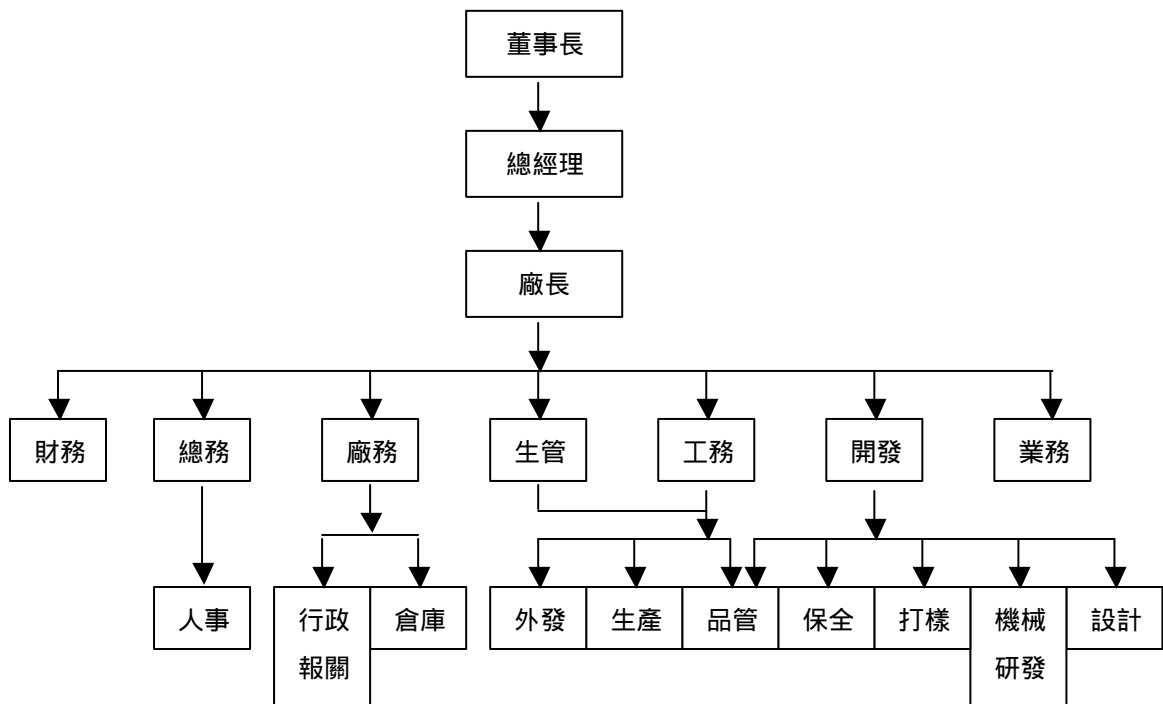 董事長
總經理
廠長
財務 總務 廠務 生管 工務 開發 業務
人事 行政 倉庫 外發 生產 品管 保全 打樣 機械 設計
報關 研發